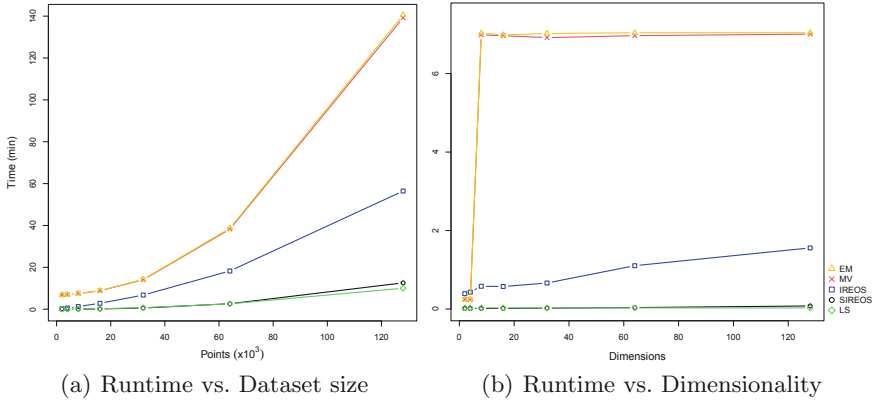 Time (min)
0
20
40
60
80
100
120
140
0
20
40
60
80
100
120
Points (x10³)
(a) Runtime vs. Dataset size
0
2
4
6
0
20
40
60
80
100
120
Dimensions
EM
MV
IREOS
SIREOS
LS
(b) Runtime vs. Dimensionality